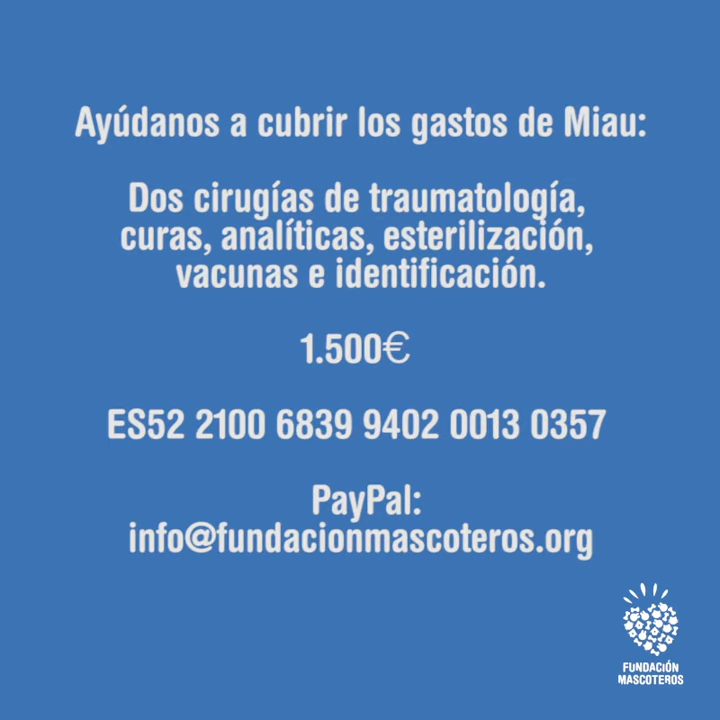 Ayúdanos a cubrir los gastos de Miau:
Dos cirugías de traumatología,
curas, analíticas, esterilización,
vacunas e identificación.
1.500€
ES52 2100 6839 9402 0013 0357
PayPal:
info@fundacionmascoteros.org
FUNDACIÓN
MASCOTEROS